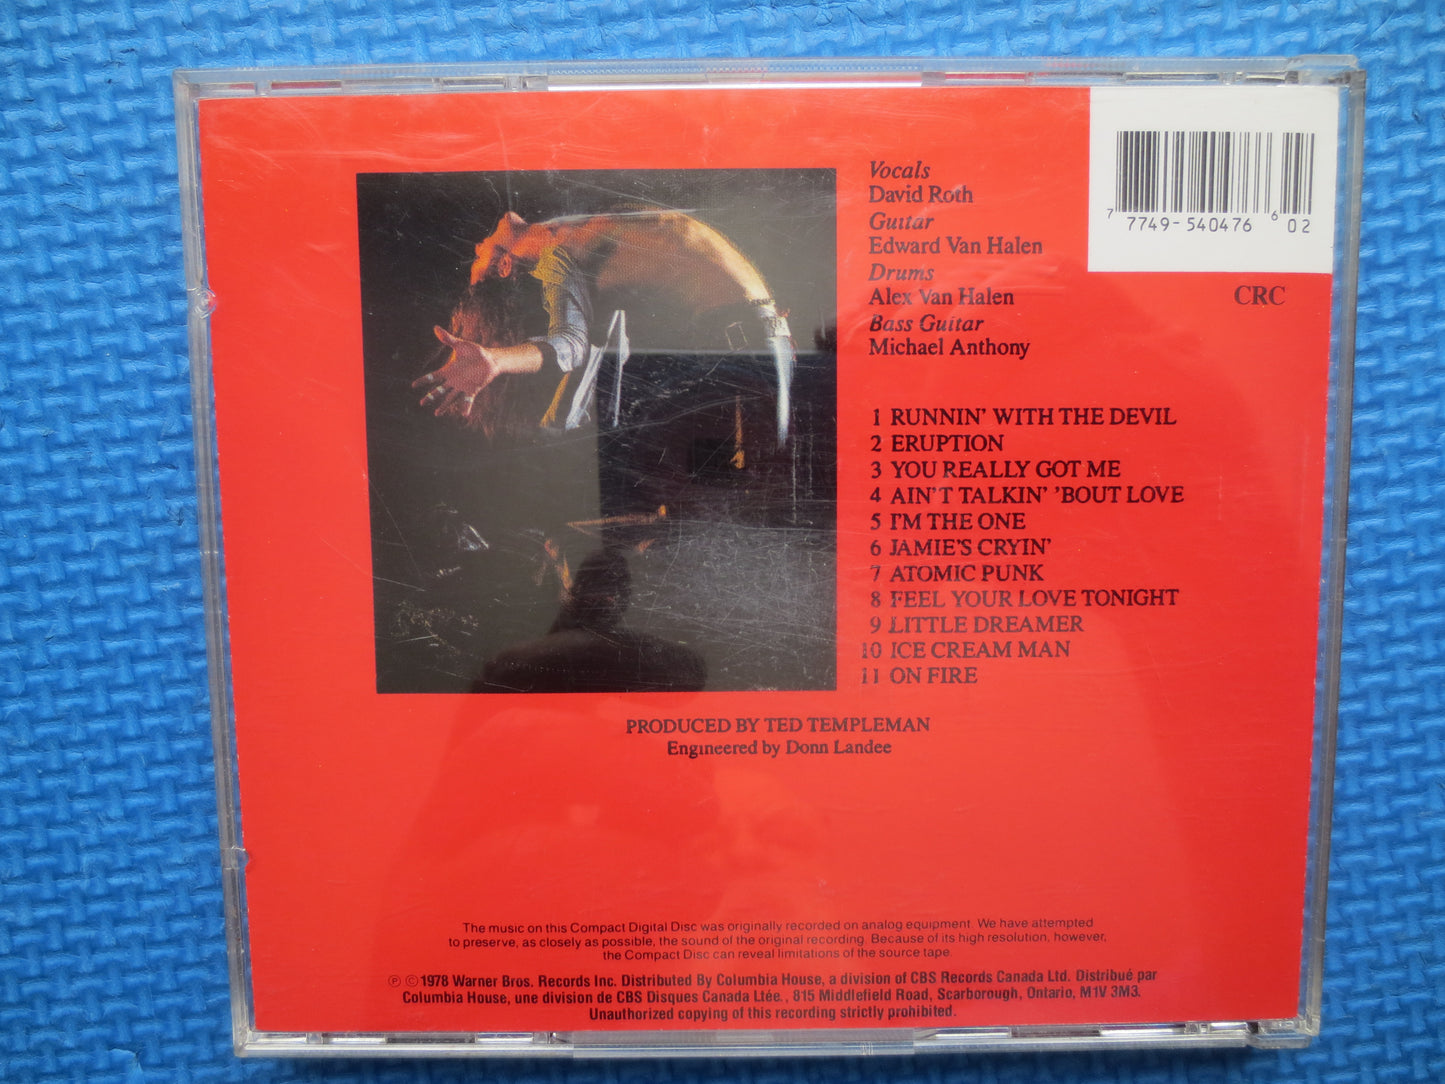 Vocals
David Roth
Guitar
Edward Van Halen
Drums
Alex Van Halen
Bass Guitar
Michael Anthony
7 7749-540476 6 02
CRC
1 RUNNIN' WITH THE DEVIL
2 ERUPTION
3 YOU REALLY GOT ME
4 AIN'T TALKIN' 'BOUT LOVE
5 I'M THE ONE
6 JAMIE'S CRYIN'
7 ATOMIC PUNK
8 FEEL YOUR LOVE TONIGHT
9 LITTLE DREAMER
10 ICE CREAM MAN
11 ON FIRE
PRODUCED BY TED TEMPLEMAN
Engineered by Donn Landee
The music on this Compact Digital Disc was originally recorded on analog equipment. We have attempted
to preserve, as closely as possible, the sound of the original recording. Because of its high resolution, however,
the Compact Disc can reveal limitations of the source tape.
℗ © 1978 Warner Bros. Records Inc. Distributed By Columbia House, a division of CBS Records Canada Ltd. Distribué par
Columbia House, une division de CBS Disques Canada Ltée., 815 Middlefield Road, Scarborough, Ontario, M1V 3M3.
Unauthorized copying of this recording strictly prohibited.